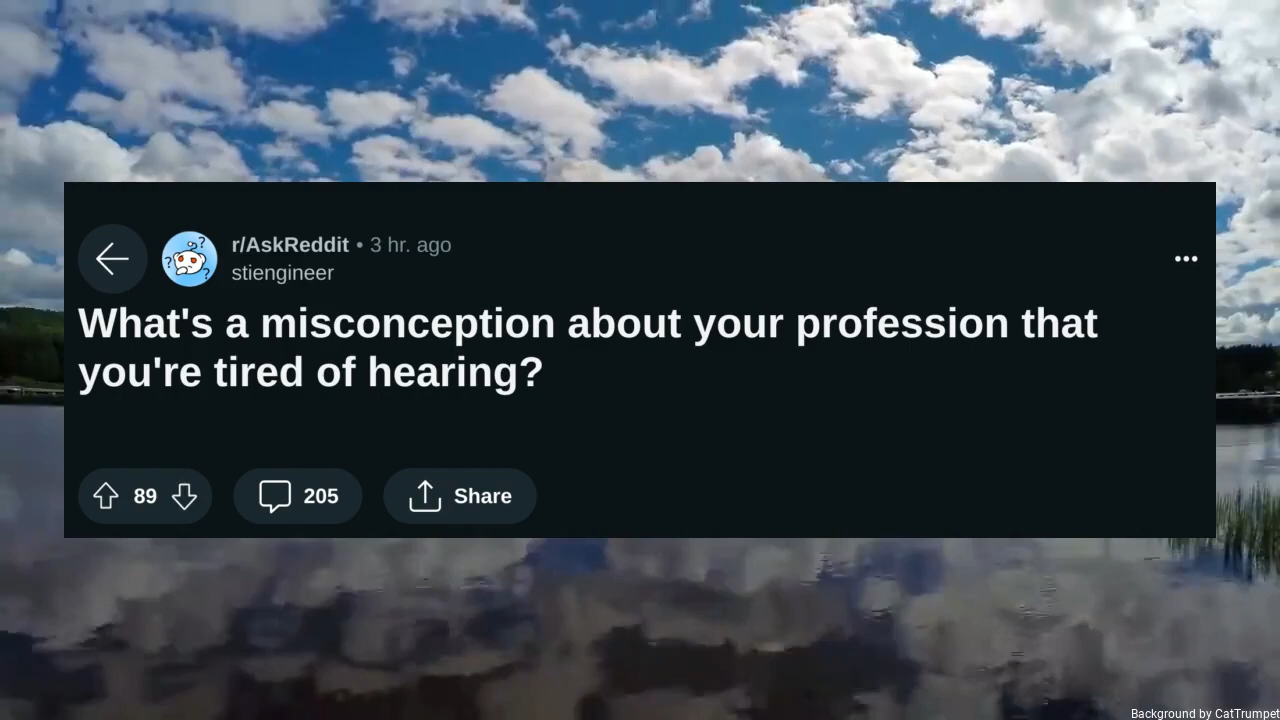 r/AskReddit • 3 hr. ago
stiengineer
What's a misconception about your profession that
you're tired of hearing?
89
205
Share
Background by CatTrumpet